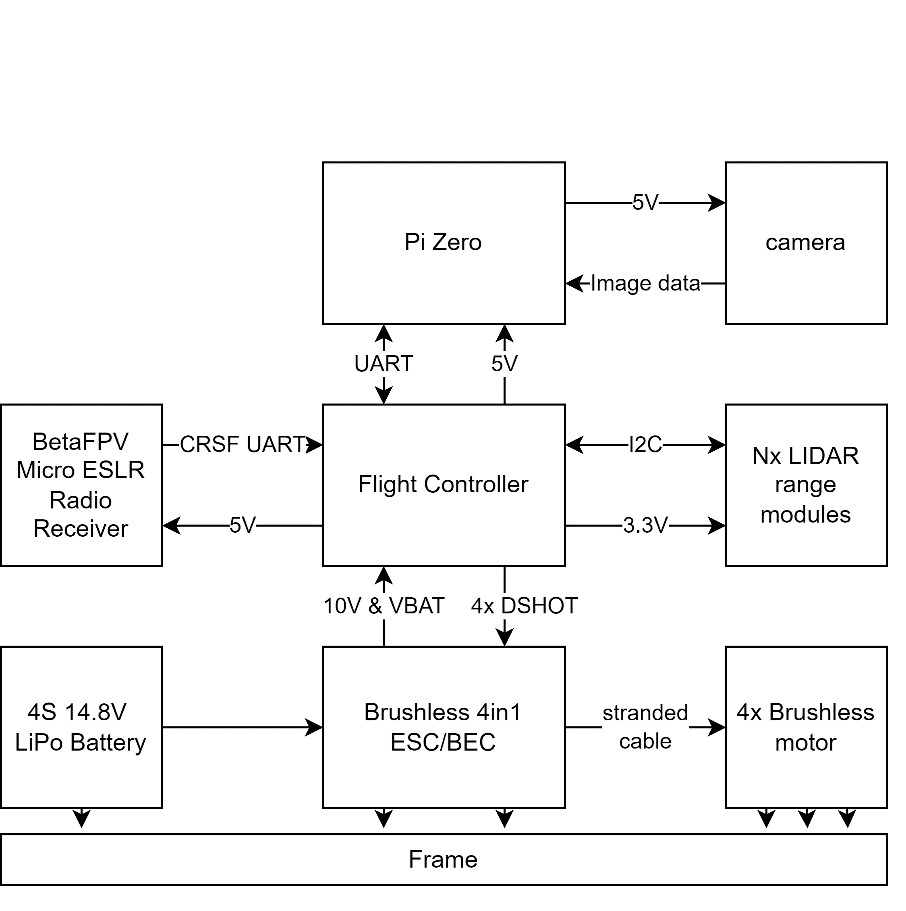 Pi Zero
5V
camera
Image data
UART
5V
BetaFPV
Micro ESLR
Radio
Receiver
CRSF UART
5V
Flight Controller
I2C
3.3V
Nx LIDAR
range
modules
10V & VBAT
4x DSHOT
4S 14.8V
LiPo Battery
Brushless 4in1
ESC/BEC
stranded
cable
4x Brushless
motor
Frame